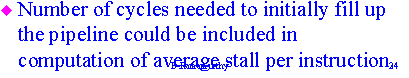 Number of cycles needed to initially fill up
the pipeline could be included in
computation of average stall per instruction
24